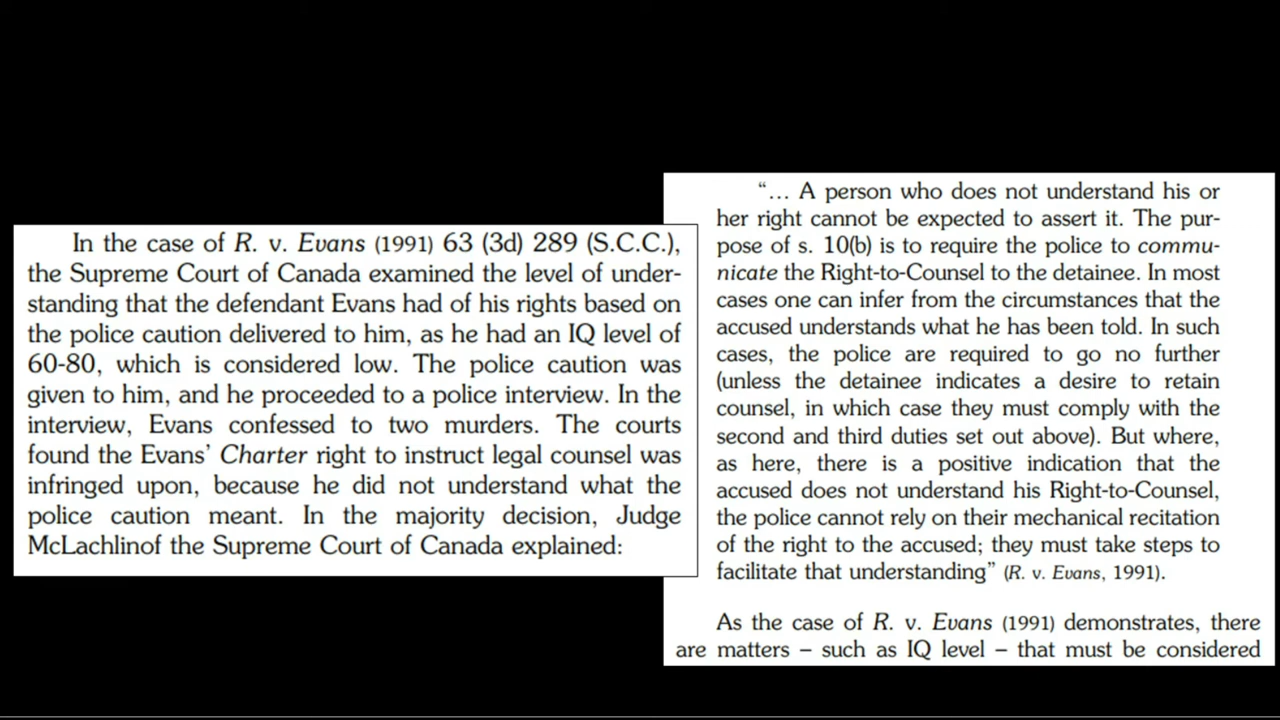 In the case of R. v. Evans (1991) 63 (3d) 289 (S.C.C.),
the Supreme Court of Canada examined the level of under-
standing that the defendant Evans had of his rights based on
the police caution delivered to him, as he had an IQ level of
60-80, which is considered low. The police caution was
given to him, and he proceeded to a police interview. In the
interview, Evans confessed to two murders. The courts
found the Evans’ Charter right to instruct legal counsel was
infringed upon, because he did not understand what the
police caution meant. In the majority decision, Judge
McLachlinof the Supreme Court of Canada explained:
“… A person who does not understand his or
her right cannot be expected to assert it. The pur-
pose of s. 10(b) is to require the police to commu-
nicate the Right-to-Counsel to the detainee. In most
cases one can infer from the circumstances that the
accused understands what he has been told. In such
cases, the police are required to go no further
(unless the detainee indicates a desire to retain
counsel, in which case they must comply with the
second and third duties set out above). But where,
as here, there is a positive indication that the
accused does not understand his Right-to-Counsel,
the police cannot rely on their mechanical recitation
of the right to the accused; they must take steps to
facilitate that understanding” (R. v. Evans, 1991).
As the case of R. v. Evans (1991) demonstrates, there
are matters – such as IQ level – that must be considered